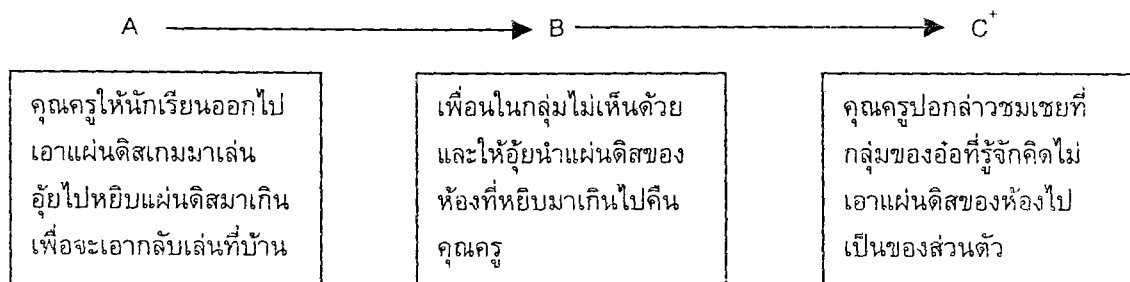 A B C+
คุณครูให้นักเรียนออกไป
เอาแผ่นดิสเกมมาเล่น
อุ้ยไปหยิบแผ่นดิสมาเกิน
เพื่อจะเอากลับเล่นที่บ้าน
เพื่อนในกลุ่มไม่เห็นด้วย
และให้อุ้ยนำแผ่นดิสของ
ห้องที่หยิบมาเกินไปคืน
คุณครู
คุณครูปอกล่าวชมเชยที่
กลุ่มของอ๋อที่รู้จักคิดไม่
เอาแผ่นดิสของห้องไป
เป็นของส่วนตัว